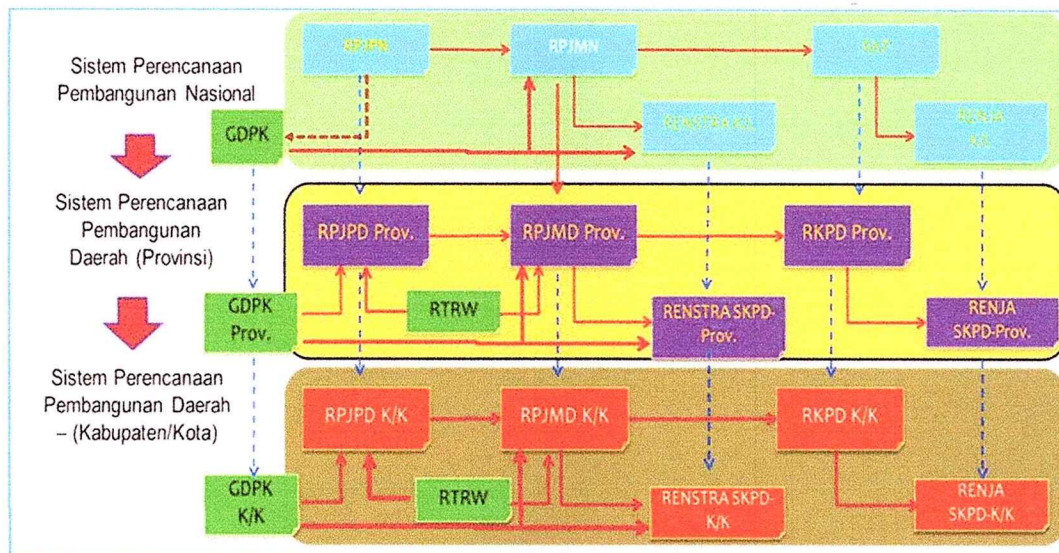 Sistem Perencanaan
Pembangunan Nasional
RPJPN
RPJMN
GDPK
RENSTRA K/L
RENJA
K/L
Sistem Perencanaan
Pembangunan
Daerah (Provinsi)
RPJPD Prov.
RPJMD Prov.
RKPD Prov.
GDPK
Prov.
RTRW
RENSTRA SKPD-
Prov.
RENJA
SKPD-Prov.
Sistem Perencanaan
Pembangunan Daerah
– (Kabupaten/Kota)
RPJPD K/K
RPJMD K/K
RKPD K/K
GDPK
K/K
RTRW
RENSTRA SKPD-
K/K
RENJA
SKPD-K/K